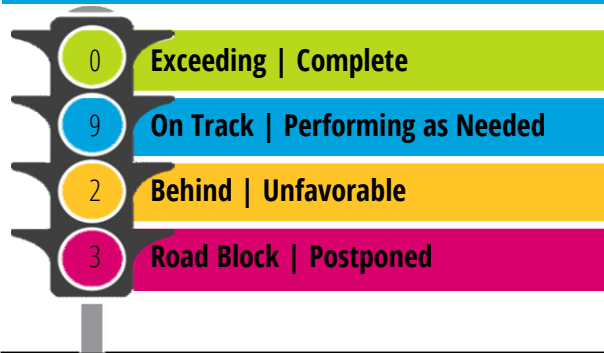 0 Exceeding | Complete
9 On Track | Performing as Needed
2 Behind | Unfavorable
3 Road Block | Postponed